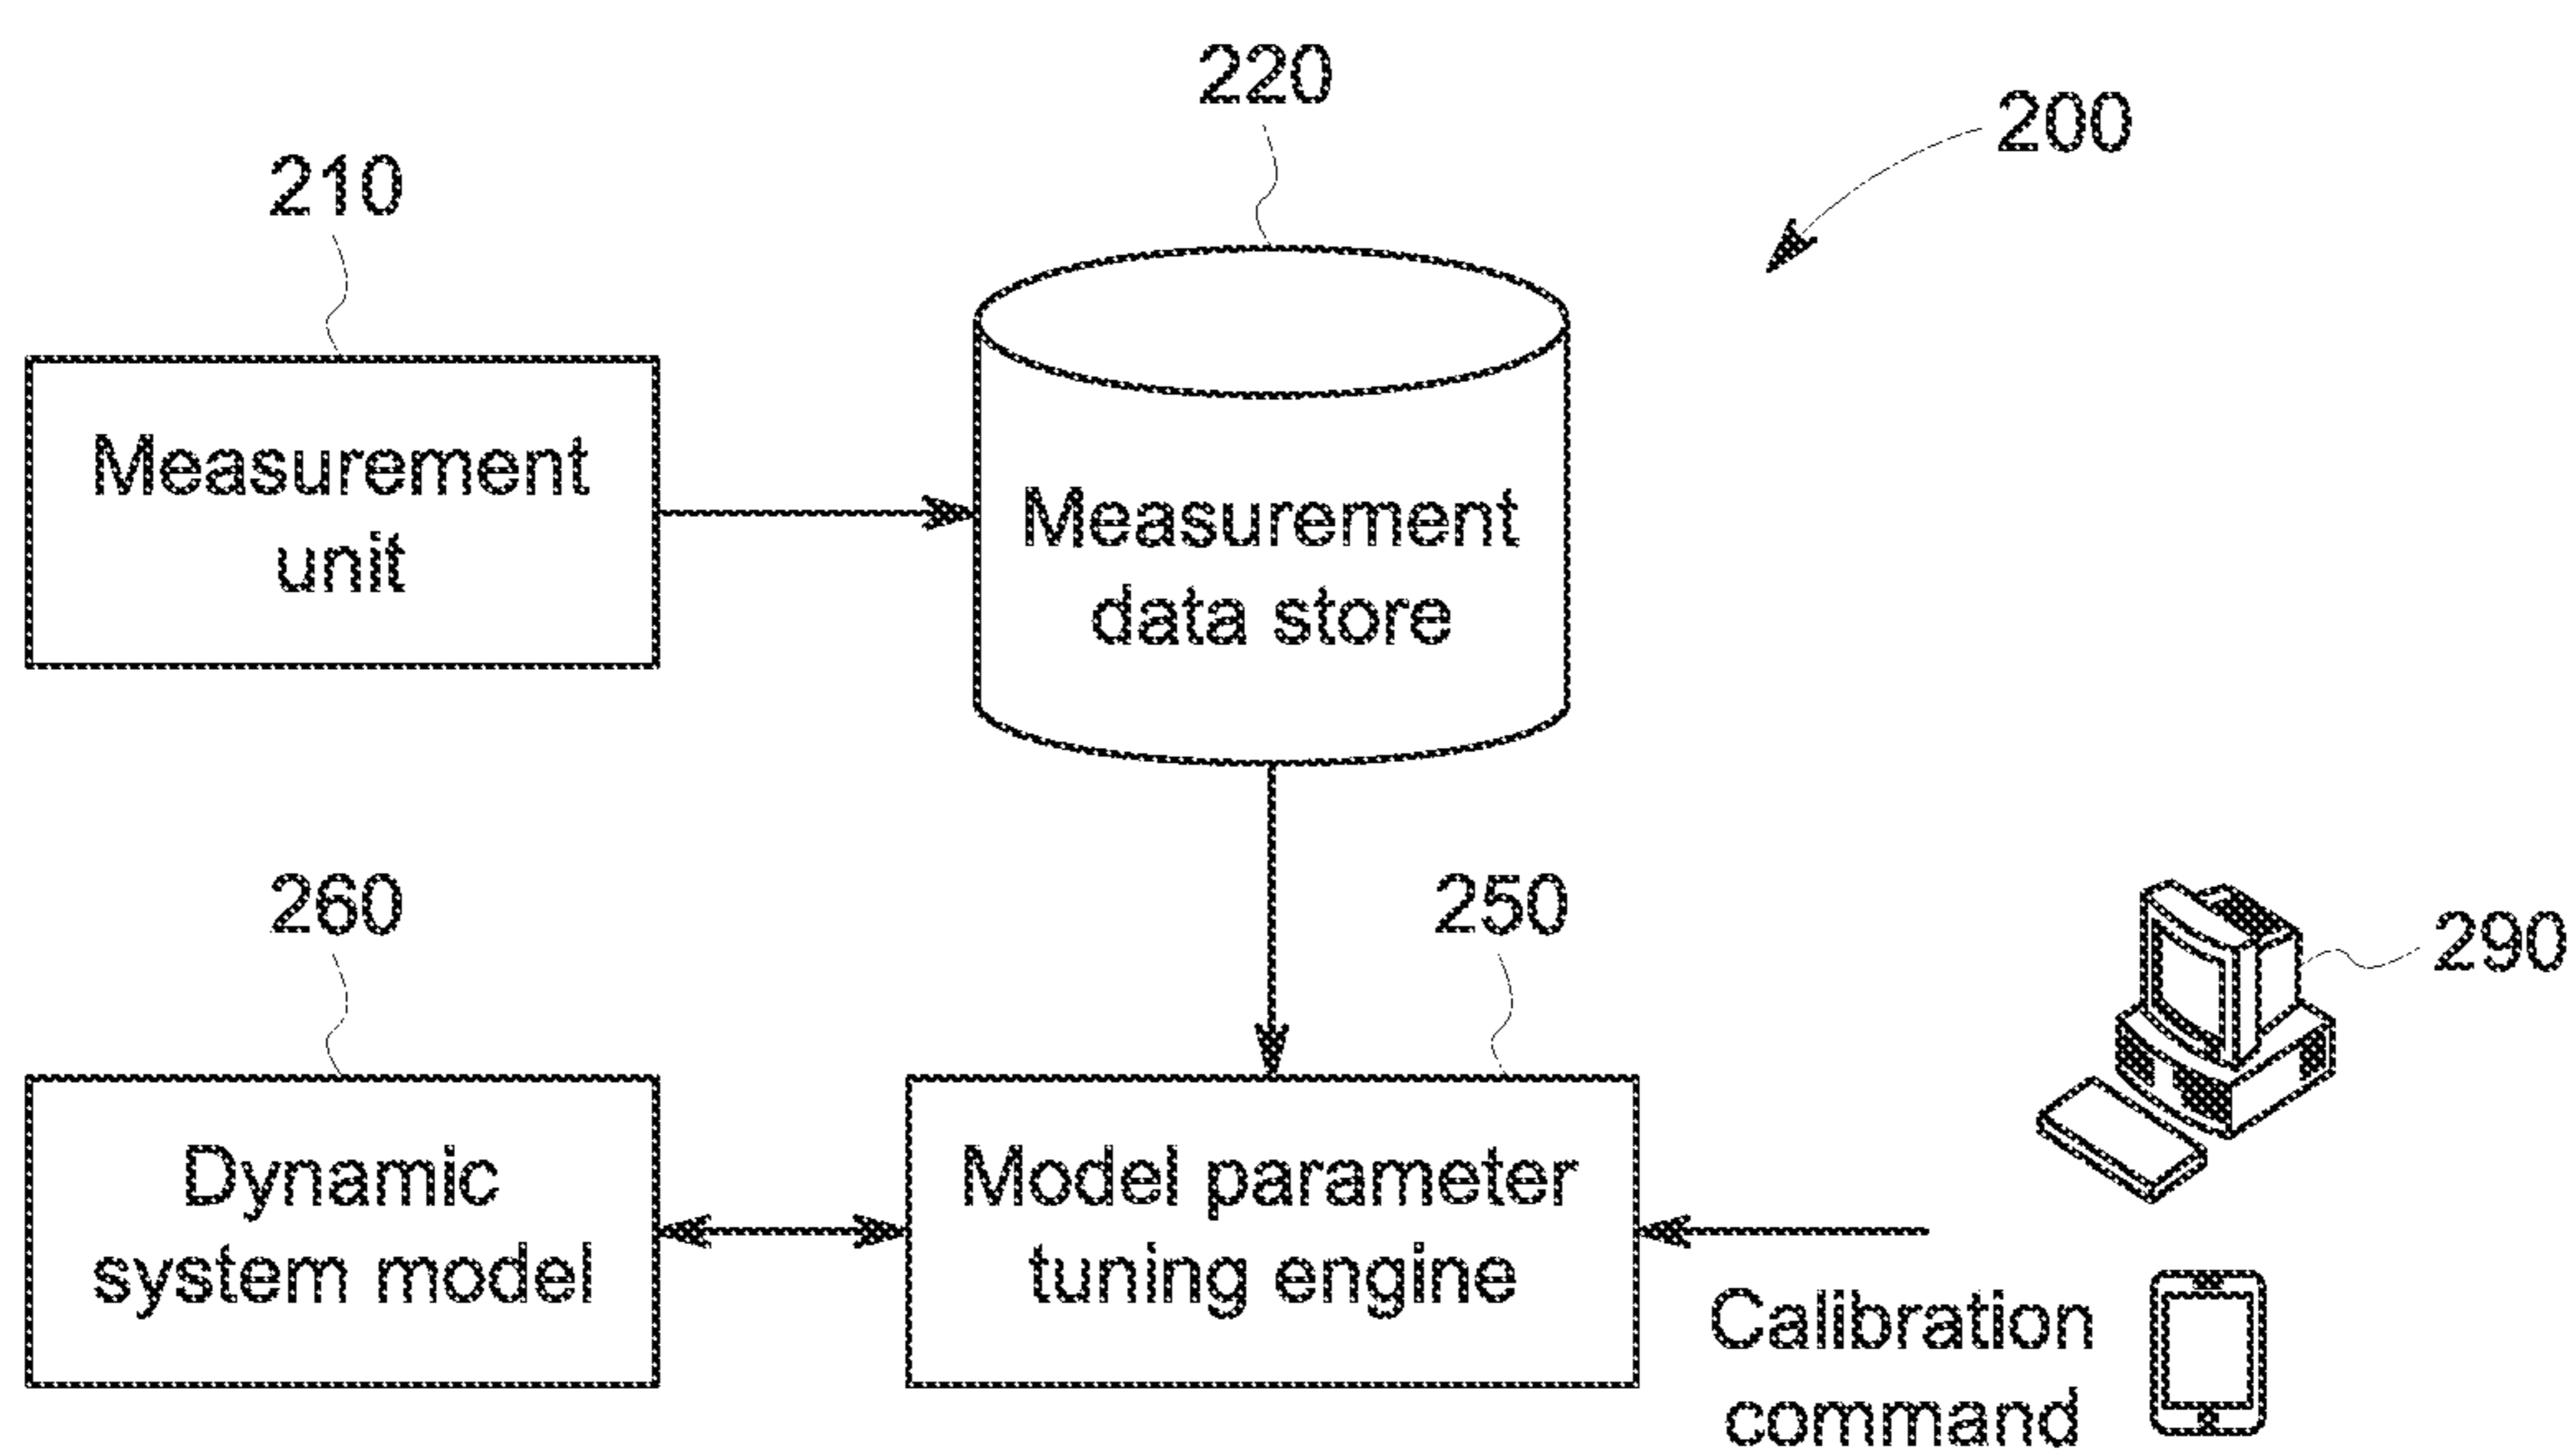 220
200
210
Measurement
unit
Measurement
data store
260
250
290
Dynamic
system model
Model parameter
tuning engine
Calibration
command